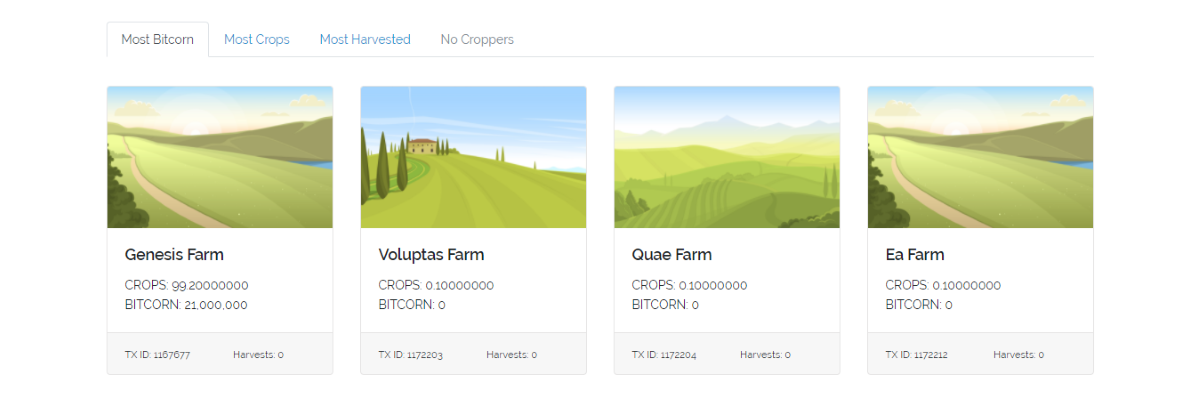 Most Bitcorn Most Crops Most Harvested No Croppers
Genesis Farm
CROPS: 99.20000000
BITCORN: 21,000,000
TX ID: 1167677 Harvests: 0
Voluptas Farm
CROPS: 0.10000000
BITCORN: 0
TX ID: 1172203 Harvests: 0
Quae Farm
CROPS: 0.10000000
BITCORN: 0
TX ID: 1172204 Harvests: 0
Ea Farm
CROPS: 0.10000000
BITCORN: 0
TX ID: 1172212 Harvests: 0